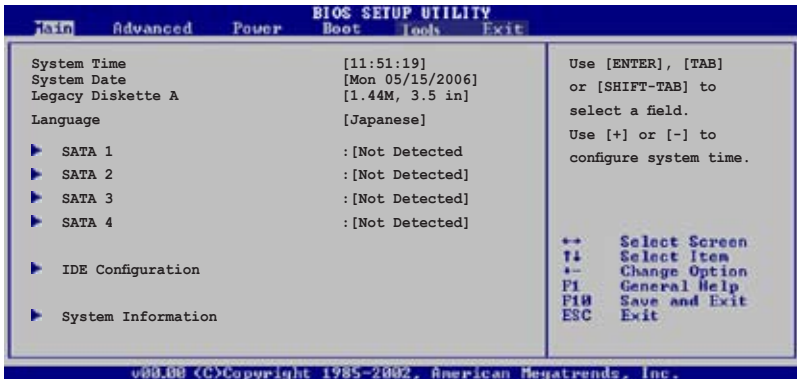 BIOS SETUP UTILITY
Main Advanced Power Boot Tools Exit
System Time [11:51:19]
System Date [Mon 05/15/2006]
Legacy Diskette A [1.44M, 3.5 in]
Language [Japanese]
SATA 1 :[Not Detected
SATA 2 :[Not Detected]
SATA 3 :[Not Detected]
SATA 4 :[Not Detected]
IDE Configuration
System Information
Use [ENTER], [TAB]
or [SHIFT-TAB] to
select a field.
Use [+] or [-] to
configure system time.
←→ Select Screen
↑↓ Select Item
+- Change Option
F1 General Help
F10 Save and Exit
ESC Exit
v00.00 (C)Copyright 1985-2002, American Megatrends, Inc.